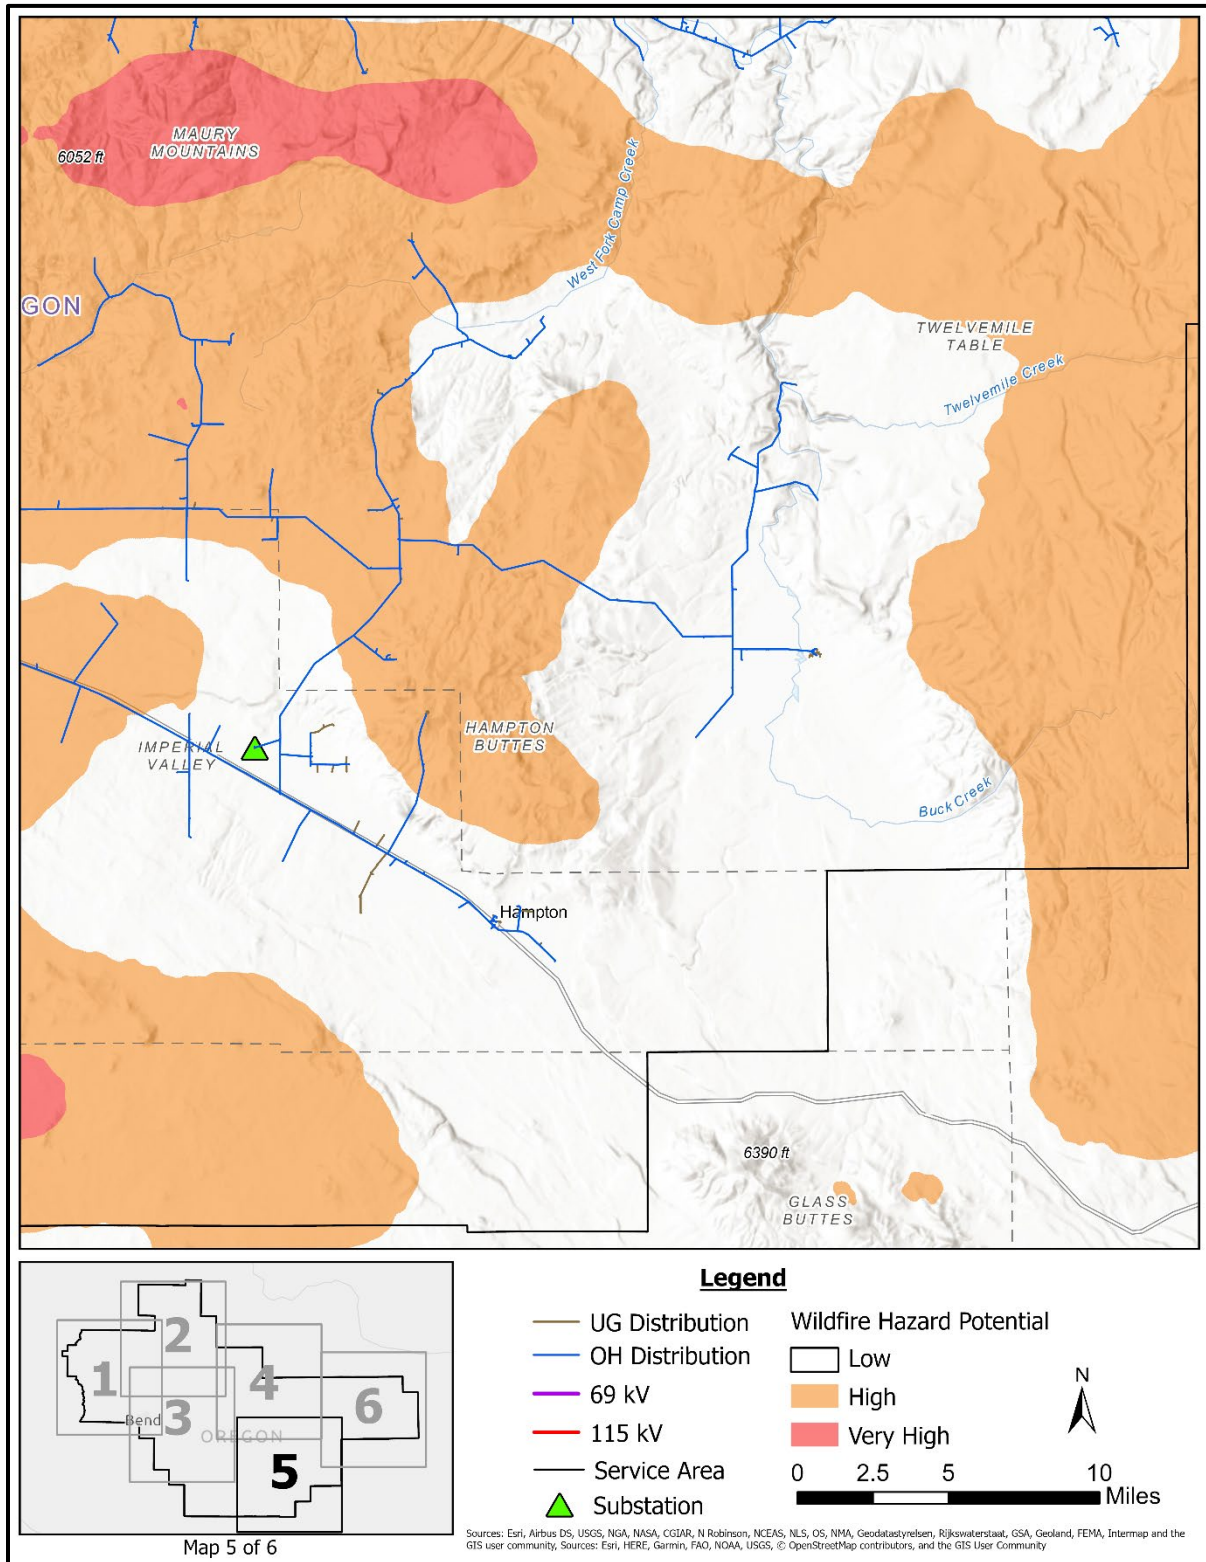 MAURY
MOUNTAINS
6052 ft
West Fork Camp Creek
GON
TWELVEMILE
TABLE
Twelvemile Creek
HAMPTON
BUTTES
IMPERIAL
VALLEY
Buck Creek
Hampton
6390 ft
GLASS
BUTTES
1
2
3
4
5
6
Bend
OREGON
Map 5 of 6
Legend
UG Distribution
OH Distribution
69 kV
115 kV
Service Area
Substation
Wildfire Hazard Potential
Low
High
Very High
N
0 2.5 5 10
Miles
Sources: Esri, Airbus DS, USGS, NGA, NASA, CGIAR, N Robinson, NCEAS, NLS, OS, NMA, Geodatastyrelsen, Rijkswaterstaat, GSA, Geoland, FEMA, Intermap and the
GIS user community, Sources: Esri, HERE, Garmin, FAO, NOAA, USGS, © OpenStreetMap contributors, and the GIS User Community